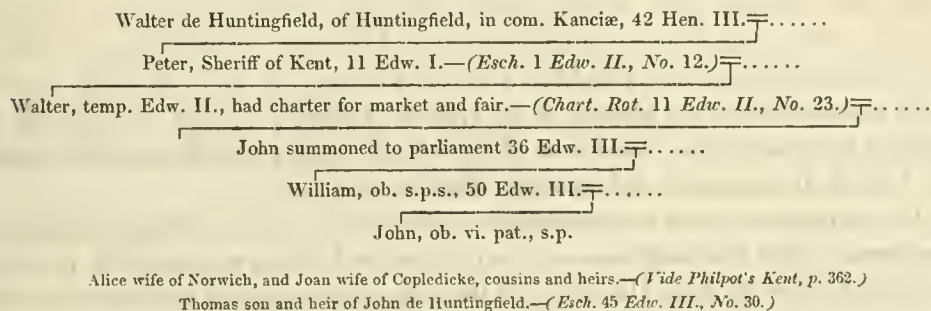 Walter de Huntingfield, of Huntingfield, in com. Kanciæ, 42 Hen. III.=......
Peter, Sheriff of Kent, 11 Edw. I.—(Esch. 1 Edw. II., No. 12.)=......
Walter, temp. Edw. II., had charter for market and fair.—(Chart. Rot. 11 Edw. II., No. 23.)=......
John summoned to parliament 36 Edw. III.=......
William, ob. s.p.s., 50 Edw. III.=......
John, ob. vi. pat., s.p.
Alice wife of Norwich, and Joan wife of Copledicke, cousins and heirs.—(Vide Philpot's Kent, p. 362.)
Thomas son and heir of John de Huntingfield.—(Esch. 45 Edw. III., No. 30.)